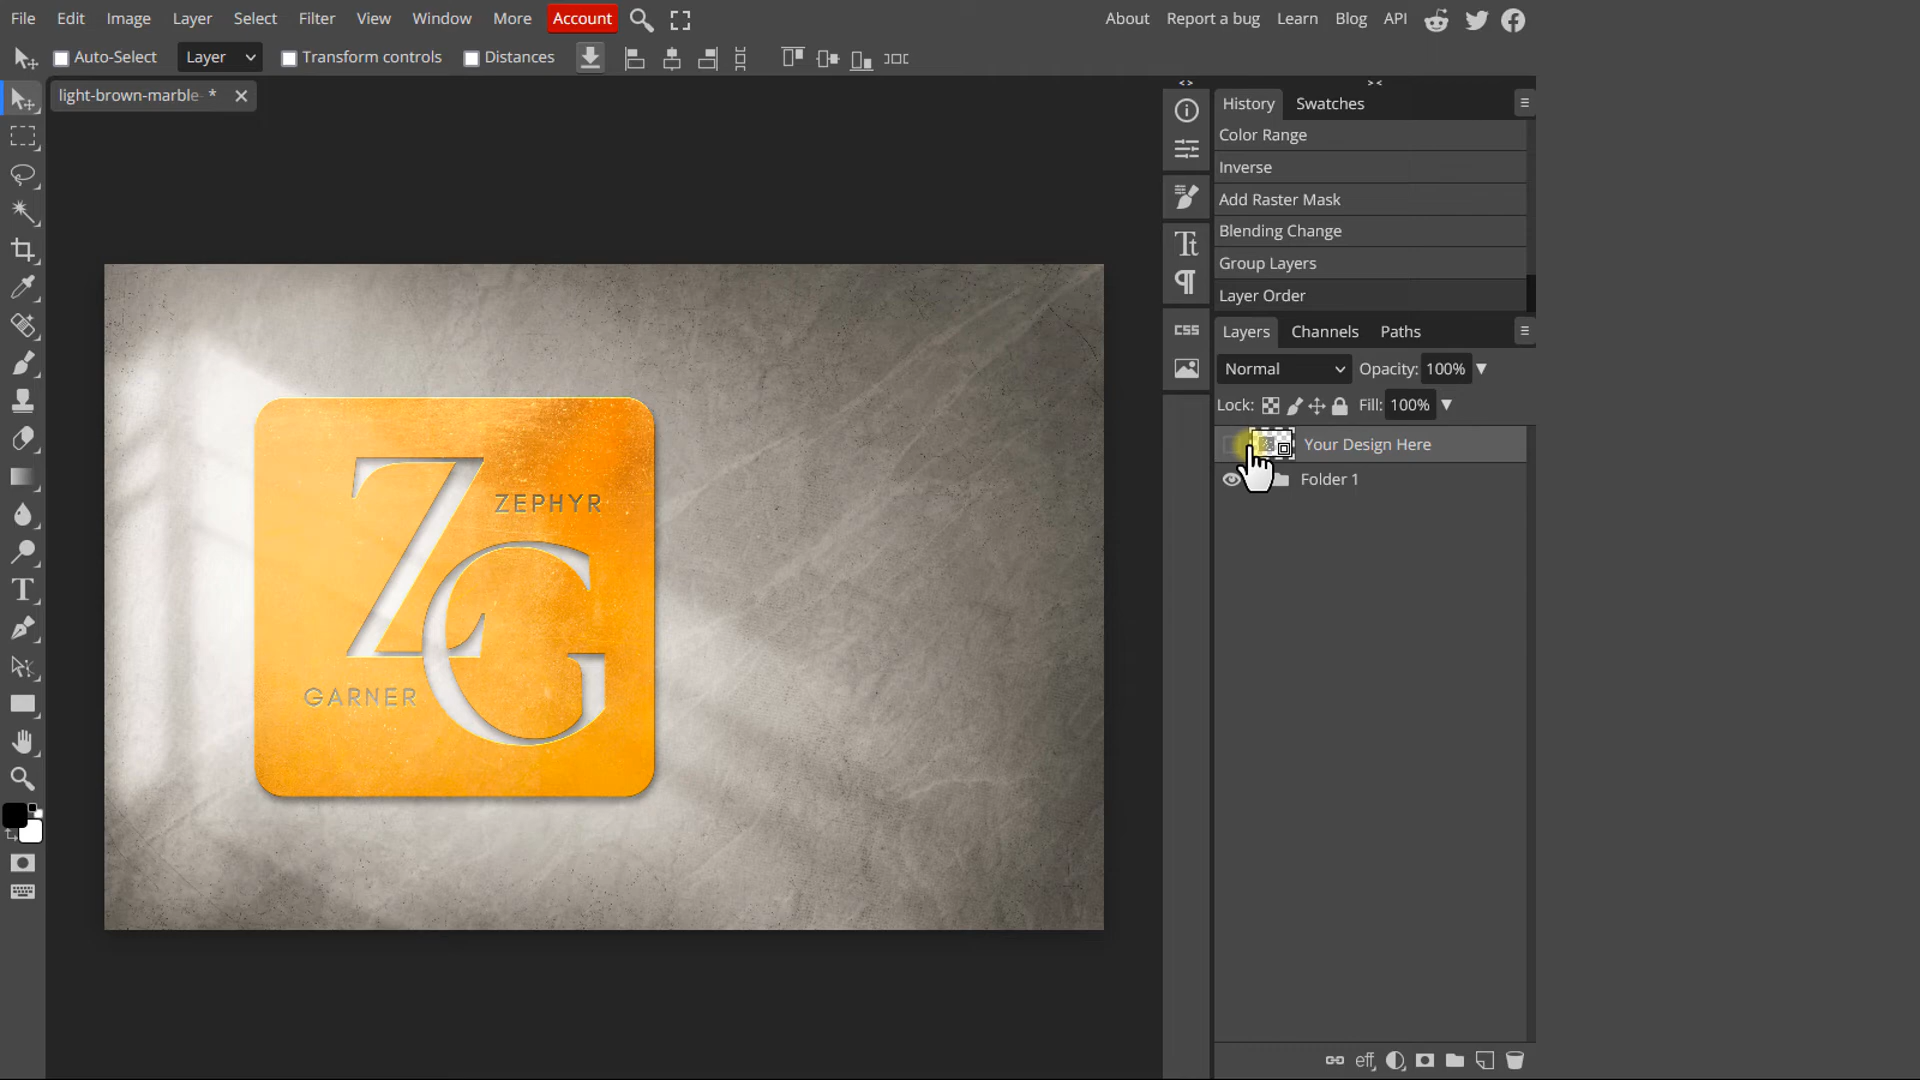 File Edit Image Layer Select Filter View Window More Account About Report a bug Learn Blog API
Auto-Select Layer Transform controls Distances
light-brown-marble- *
History Swatches
Color Range
Inverse
Add Raster Mask
Blending Change
Group Layers
Layer Order
CSS
Layers Channels Paths
Normal Opacity: 100%
Lock: Fill: 100%
Your Design Here
Folder 1
eff
ZG
ZEPHYR
GARNER